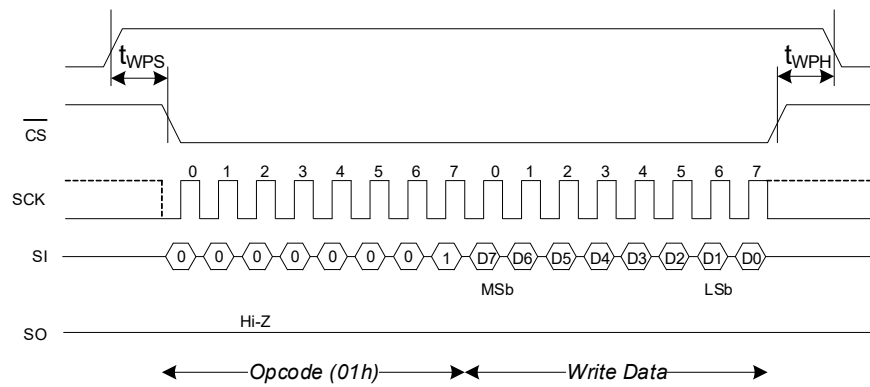 tWPS tWPH
CS
0 1 2 3 4 5 6 7 0 1 2 3 4 5 6 7
SCK
SI 0 0 0 0 0 0 0 1 D7 D6 D5 D4 D3 D2 D1 D0
MSb LSb
Hi-Z
SO
Opcode (01h) Write Data